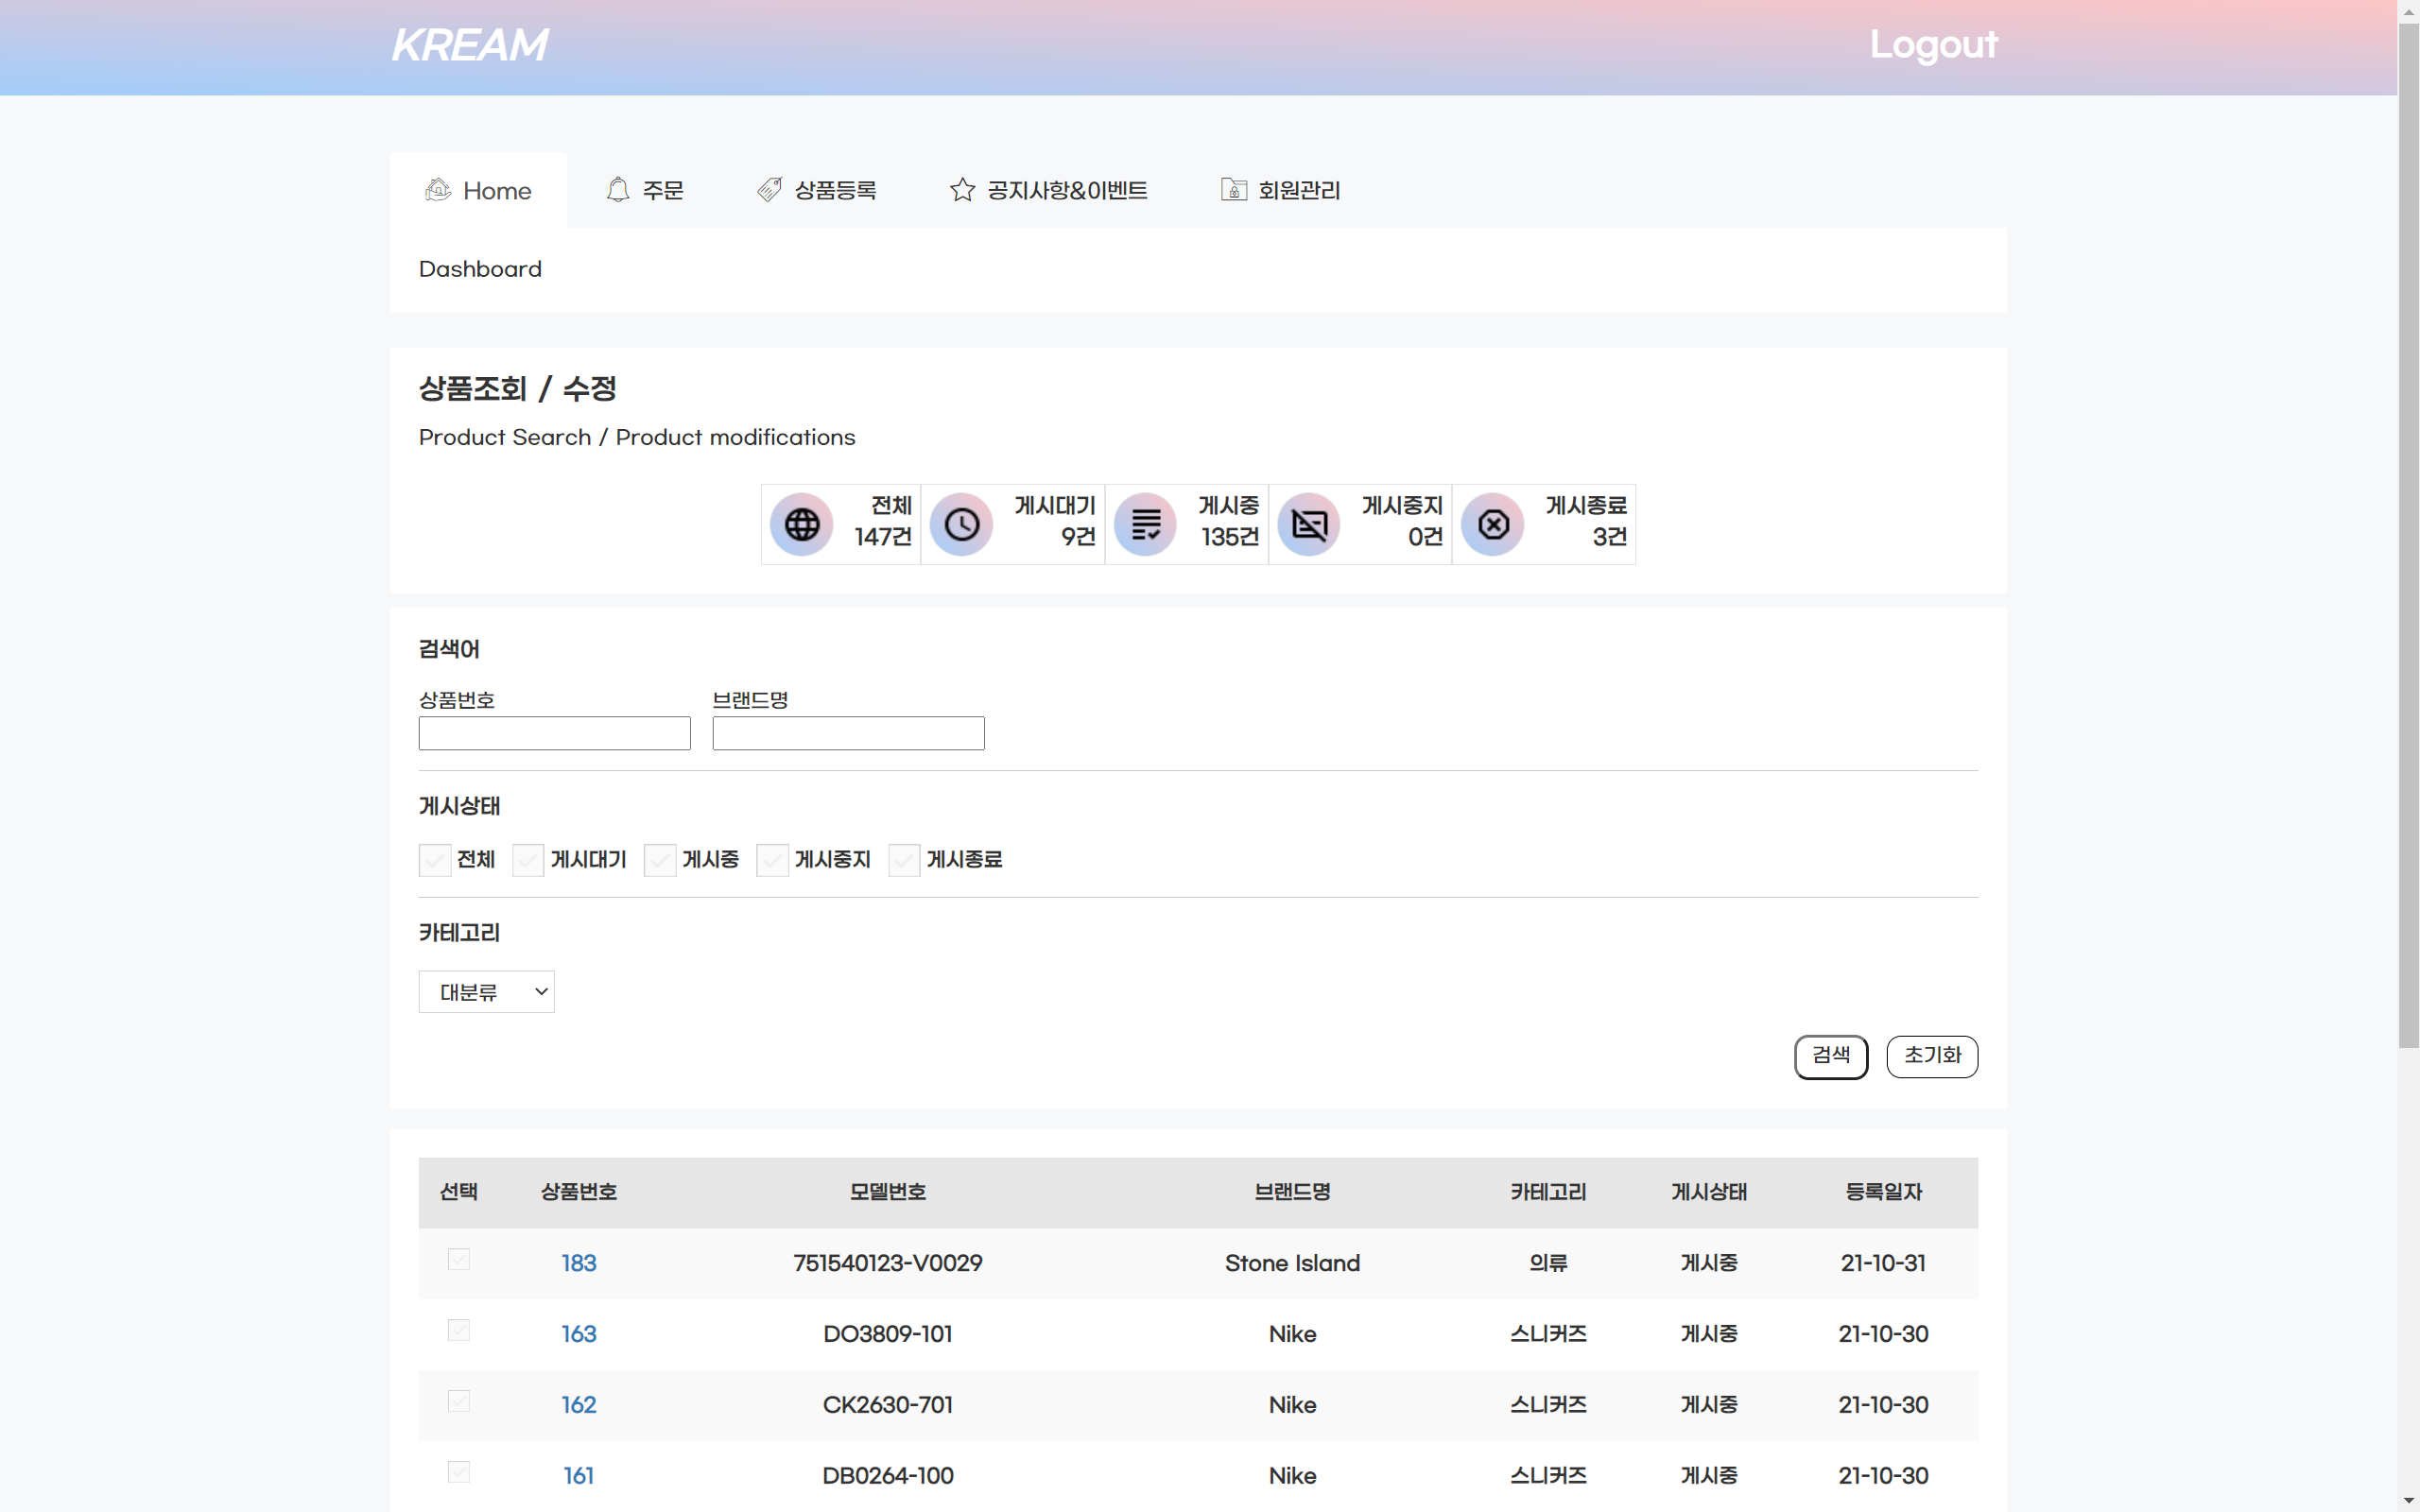 KREAM Logout
Home 주문 상품등록 공지사항&이벤트 회원관리
Dashboard
상품조회 / 수정
Product Search / Product modifications
전체 게시대기 게시중 게시중지 게시종료
147건 9건 135건 0건 3건
검색어
상품번호 브랜드명
게시상태
전체 게시대기 게시중 게시중지 게시종료
카테고리
대분류
검색 초기화
선택 상품번호 모델번호 브랜드명 카테고리 게시상태 등록일자
183 751540123-V0029 Stone Island 의류 게시중 21-10-31
163 DO3809-101 Nike 스니커즈 게시중 21-10-30
162 CK2630-701 Nike 스니커즈 게시중 21-10-30
161 DB0264-100 Nike 스니커즈 게시중 21-10-30